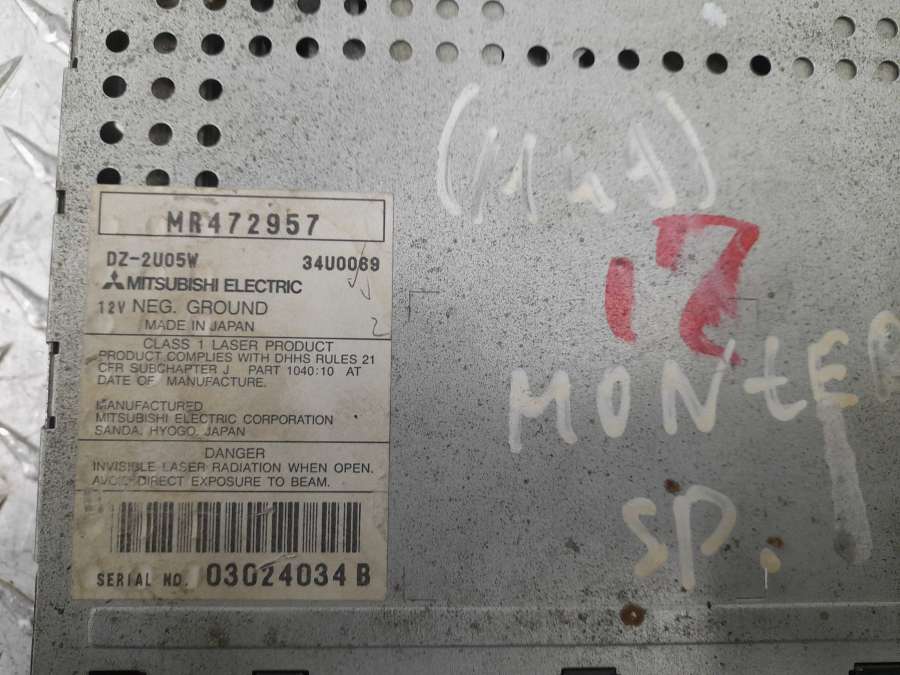 MR472957
DZ-2U05W 34U0069
MITSUBISHI ELECTRIC
12V NEG. GROUND
MADE IN JAPAN
CLASS 1 LASER PRODUCT
PRODUCT COMPLIES WITH DHHS RULES 21
CFR SUBCHAPTER J PART 1040:10 AT
DATE OF MANUFACTURE.
MANUFACTURED
MITSUBISHI ELECTRIC CORPORATION
SANDA, HYOGO, JAPAN
DANGER
INVISIBLE LASER RADIATION WHEN OPEN.
AVOID DIRECT EXPOSURE TO BEAM.
SERIAL NO. 03024034 B
17
MONtER
SP.